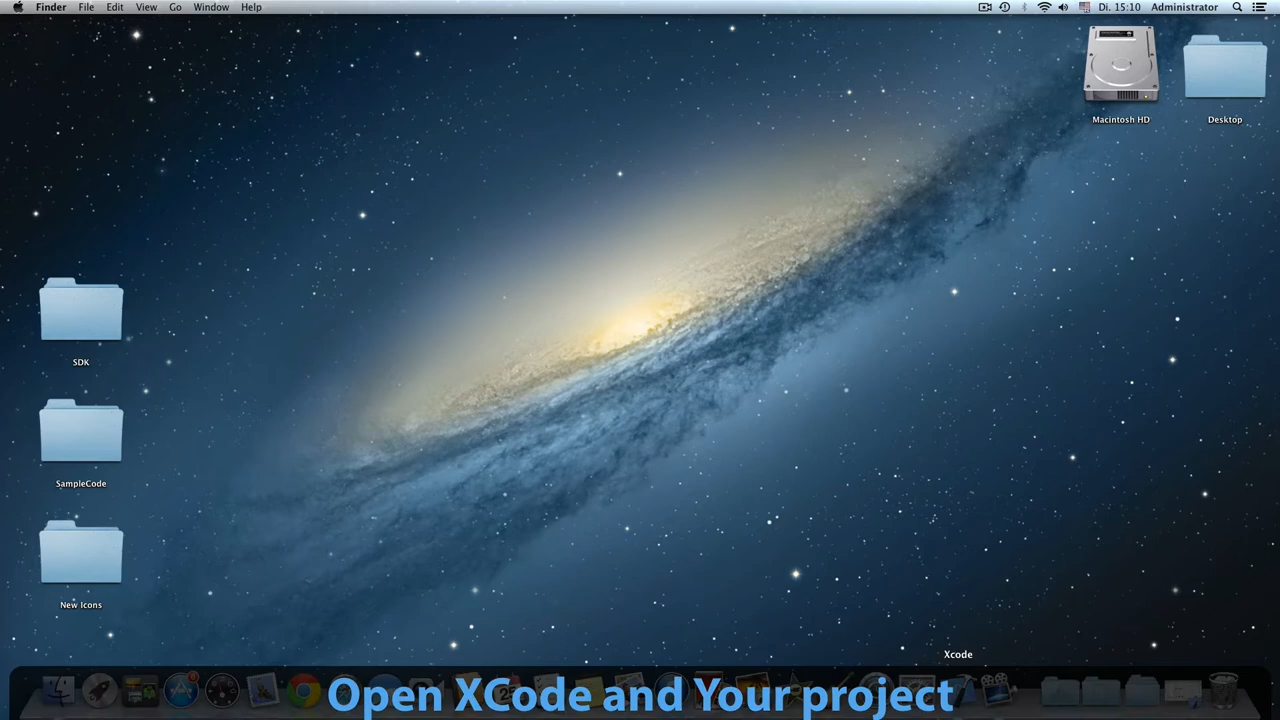 Finder File Edit View Go Window Help
Di. 15:10 Administrator
Macintosh HD
Desktop
SDK
SampleCode
New Icons
Xcode
Open XCode and Your project